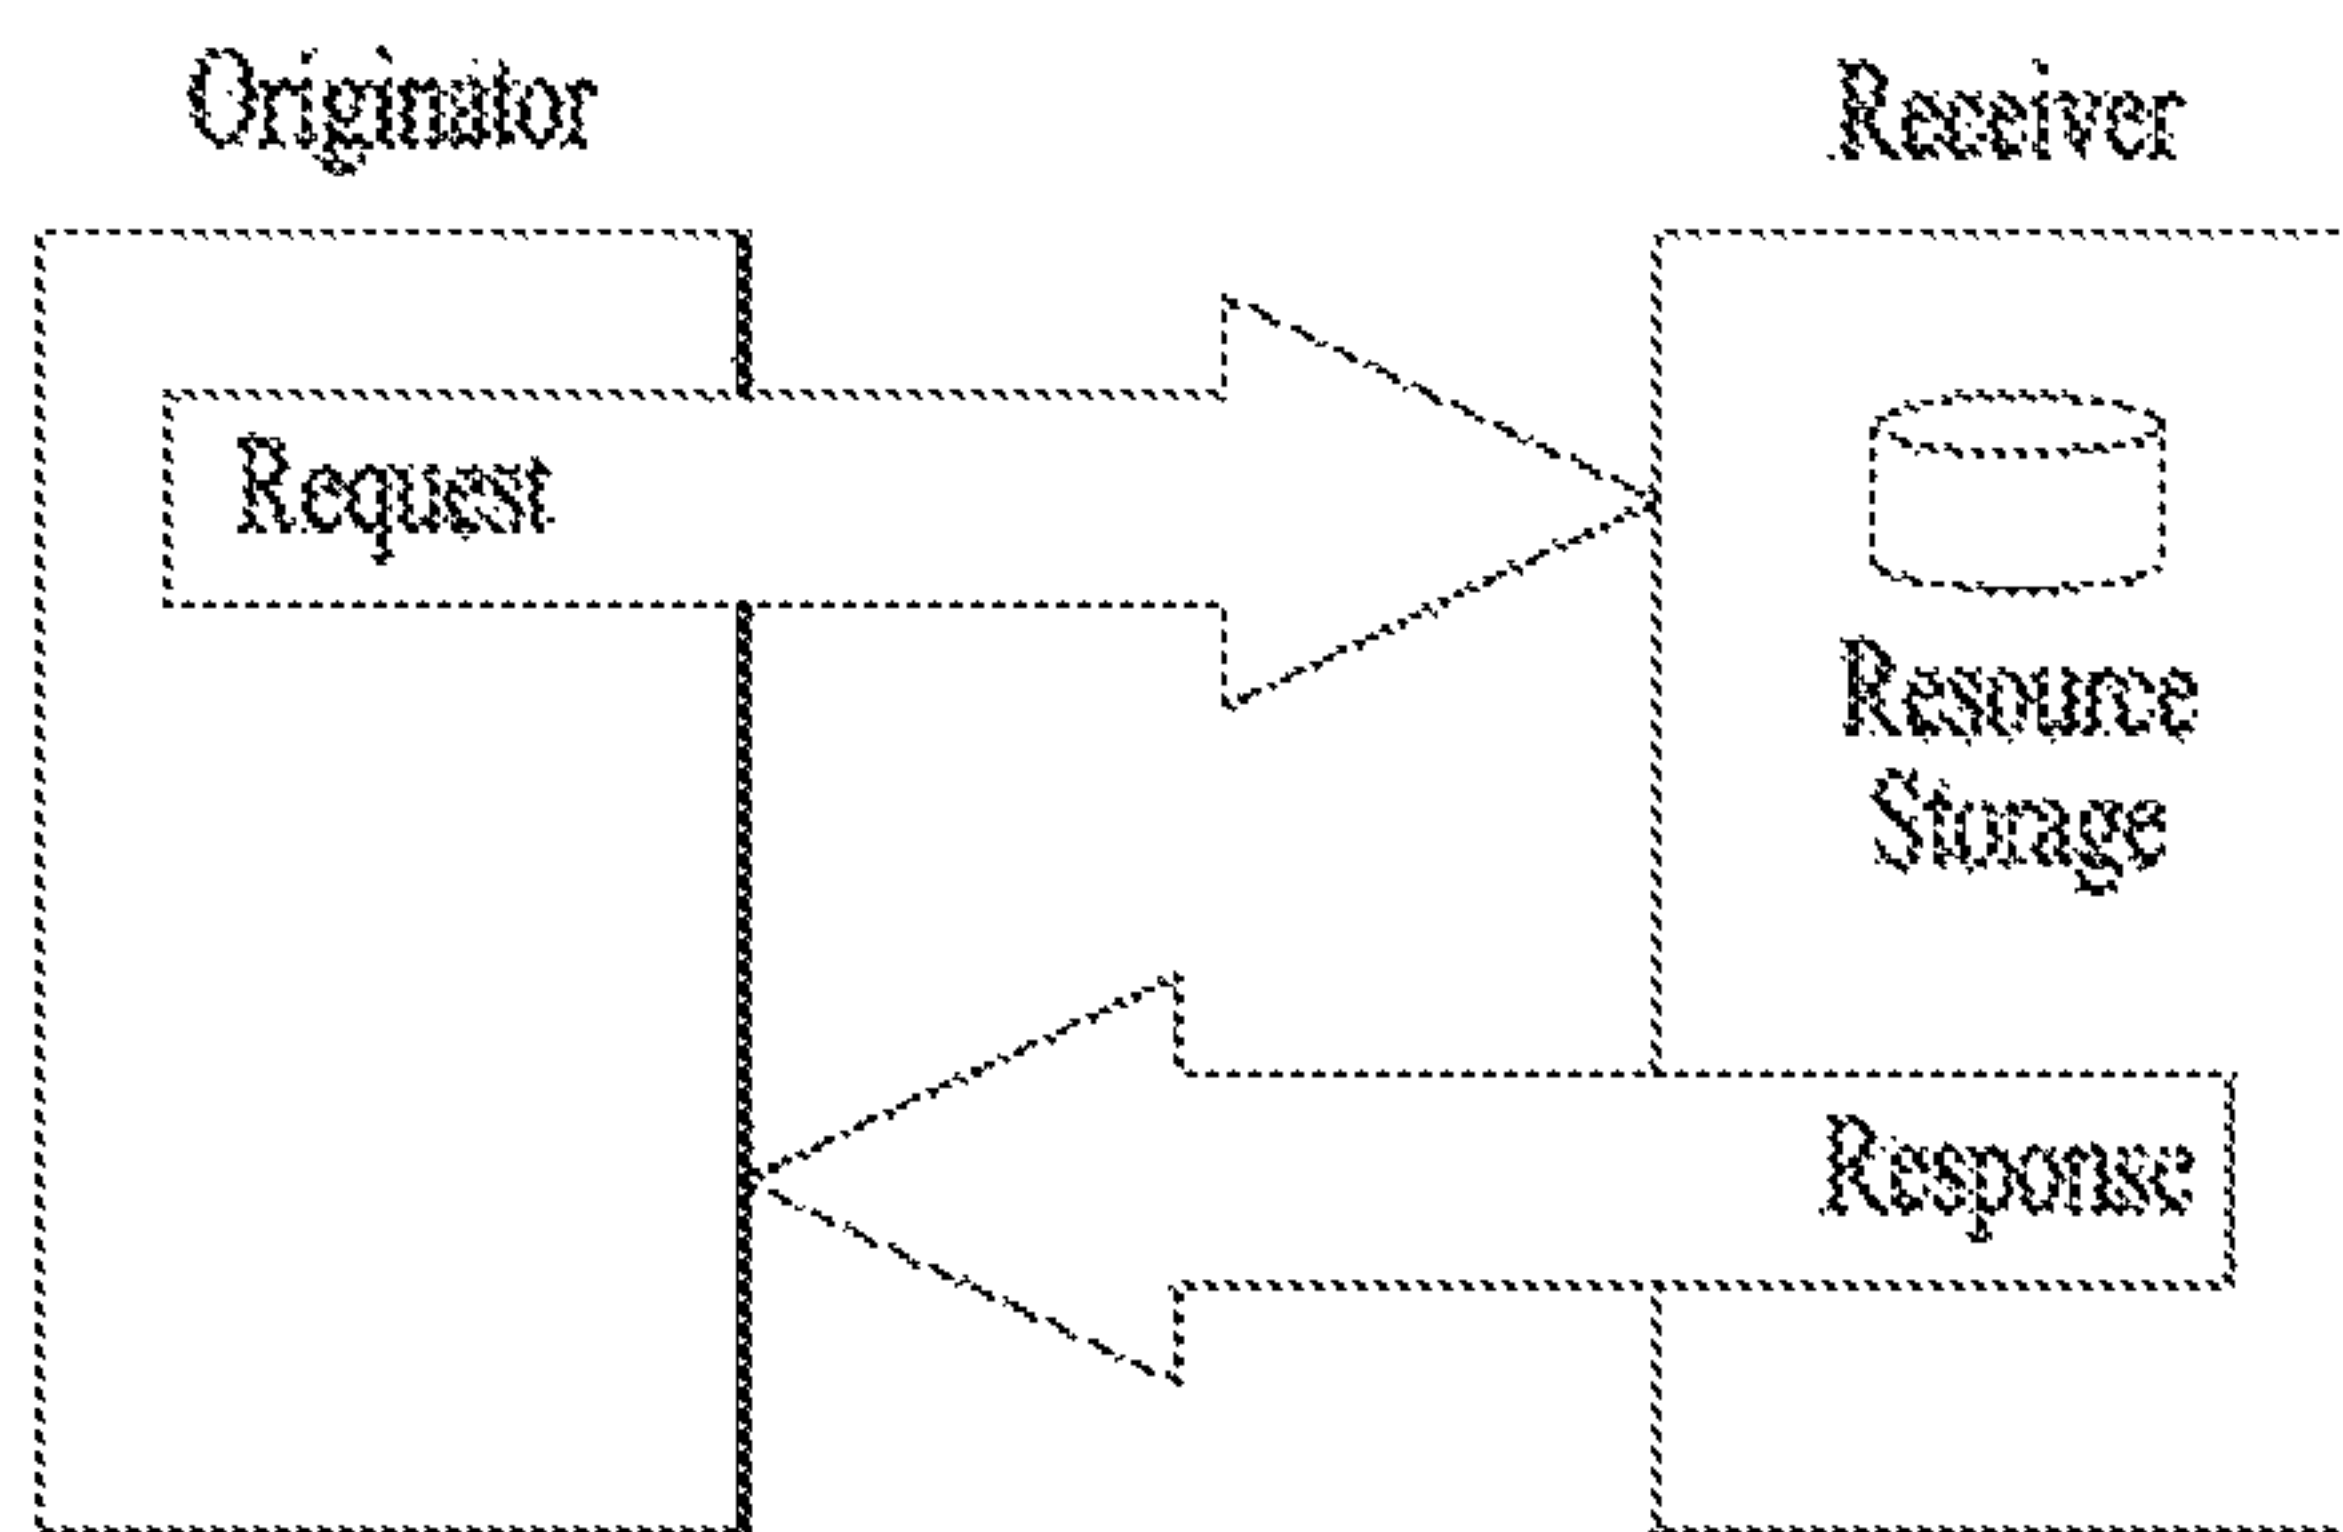 Originator
Receiver
Request
Resource
Storage
Response